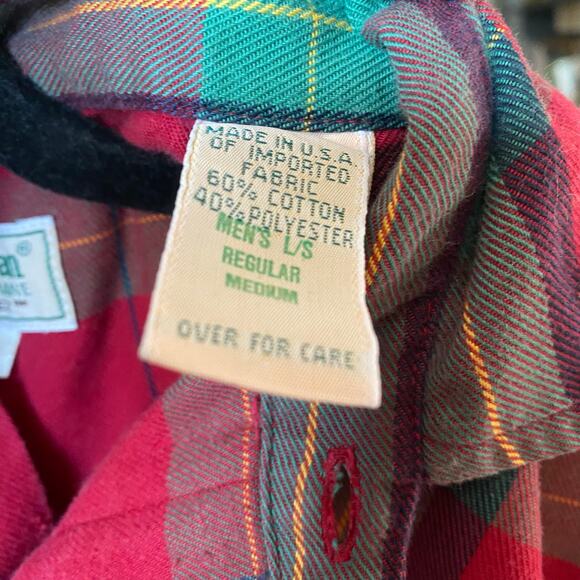 MADE IN U.S.A.
OF IMPORTED
FABRIC
60% COTTON
40% POLYESTER
MEN'S L/S
REGULAR
MEDIUM
OVER FOR CARE